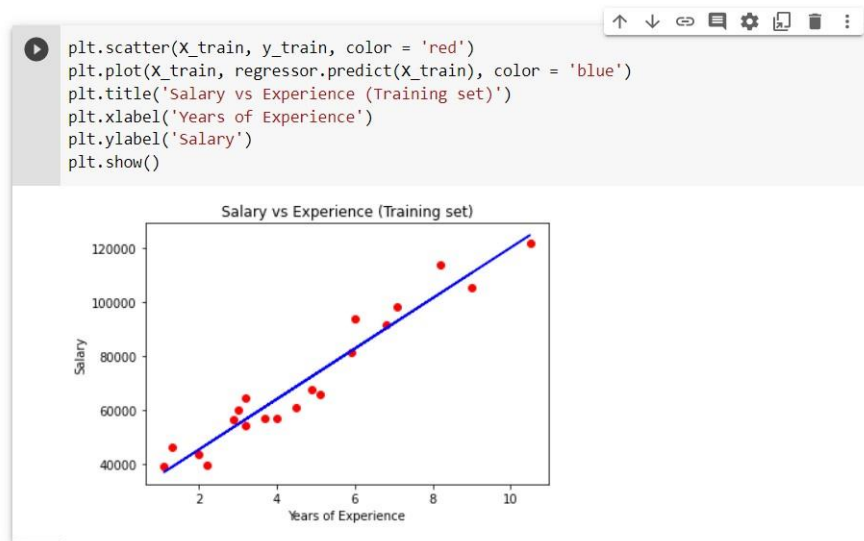 plt.scatter(X_train, y_train, color = 'red')
plt.plot(X_train, regressor.predict(X_train), color = 'blue')
plt.title('Salary vs Experience (Training set)')
plt.xlabel('Years of Experience')
plt.ylabel('Salary')
plt.show()
Salary vs Experience (Training set)
120000
100000
80000
60000
40000
Salary
2 4 6 8 10
Years of Experience